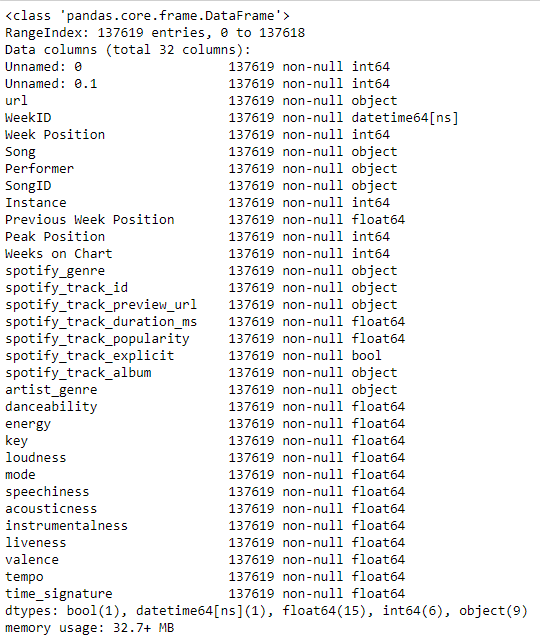 <class 'pandas.core.frame.DataFrame'>
RangeIndex: 137619 entries, 0 to 137618
Data columns (total 32 columns):
Unnamed: 0                   137619 non-null int64
Unnamed: 0.1                 137619 non-null int64
url                          137619 non-null object
WeekID                       137619 non-null datetime64[ns]
Week Position                137619 non-null int64
Song                         137619 non-null object
Performer                    137619 non-null object
SongID                       137619 non-null object
Instance                     137619 non-null int64
Previous Week Position       137619 non-null float64
Peak Position                137619 non-null int64
Weeks on Chart               137619 non-null int64
spotify_genre                137619 non-null object
spotify_track_id             137619 non-null object
spotify_track_preview_url    137619 non-null object
spotify_track_duration_ms    137619 non-null float64
spotify_track_popularity     137619 non-null float64
spotify_track_explicit       137619 non-null bool
spotify_track_album          137619 non-null object
artist_genre                 137619 non-null object
danceability                 137619 non-null float64
energy                       137619 non-null float64
key                          137619 non-null float64
loudness                     137619 non-null float64
mode                         137619 non-null float64
speechiness                  137619 non-null float64
acousticness                 137619 non-null float64
instrumentalness             137619 non-null float64
liveness                     137619 non-null float64
valence                      137619 non-null float64
tempo                        137619 non-null float64
time_signature               137619 non-null float64
dtypes: bool(1), datetime64[ns](1), float64(15), int64(6), object(9)
memory usage: 32.7+ MB